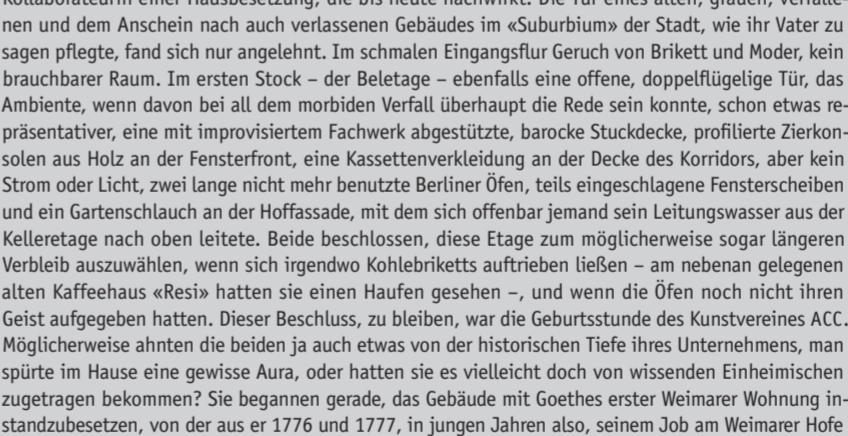 Kollaborateurin einer Hausbesetzung, die bis heute nachwirkt. Die Tür eines alten, grauen, verfalle-
nen und dem Anschein nach auch verlassenen Gebäudes im «Suburbium» der Stadt, wie ihr Vater zu
sagen pflegte, fand sich nur angelehnt. Im schmalen Eingangsflur Geruch von Brikett und Moder, kein
brauchbarer Raum. Im ersten Stock – der Beletage – ebenfalls eine offene, doppelflügelige Tür, das
Ambiente, wenn davon bei all dem morbiden Verfall überhaupt die Rede sein konnte, schon etwas re-
präsentativer, eine mit improvisiertem Fachwerk abgestützte, barocke Stuckdecke, profilierte Zierkon-
solen aus Holz an der Fensterfront, eine Kassettenverkleidung an der Decke des Korridors, aber kein
Strom oder Licht, zwei lange nicht mehr benutzte Berliner Öfen, teils eingeschlagene Fensterscheiben
und ein Gartenschlauch an der Hoffassade, mit dem sich offenbar jemand sein Leitungswasser aus der
Kelleretage nach oben leitete. Beide beschlossen, diese Etage zum möglicherweise sogar längeren
Verbleib auszuwählen, wenn sich irgendwo Kohlebriketts auftrieben ließen – am nebenan gelegenen
alten Kaffeehaus «Resi» hatten sie einen Haufen gesehen –, und wenn die Öfen noch nicht ihren
Geist aufgegeben hatten. Dieser Beschluss, zu bleiben, war die Geburtsstunde des Kunstvereines ACC.
Möglicherweise ahnten die beiden ja auch etwas von der historischen Tiefe ihres Unternehmens, man
spürte im Hause eine gewisse Aura, oder hatten sie es vielleicht doch von wissenden Einheimischen
zugetragen bekommen? Sie begannen gerade, das Gebäude mit Goethes erster Weimarer Wohnung in-
standzubesetzen, von der aus er 1776 und 1777, in jungen Jahren also, seinem Job am Weimarer Hofe